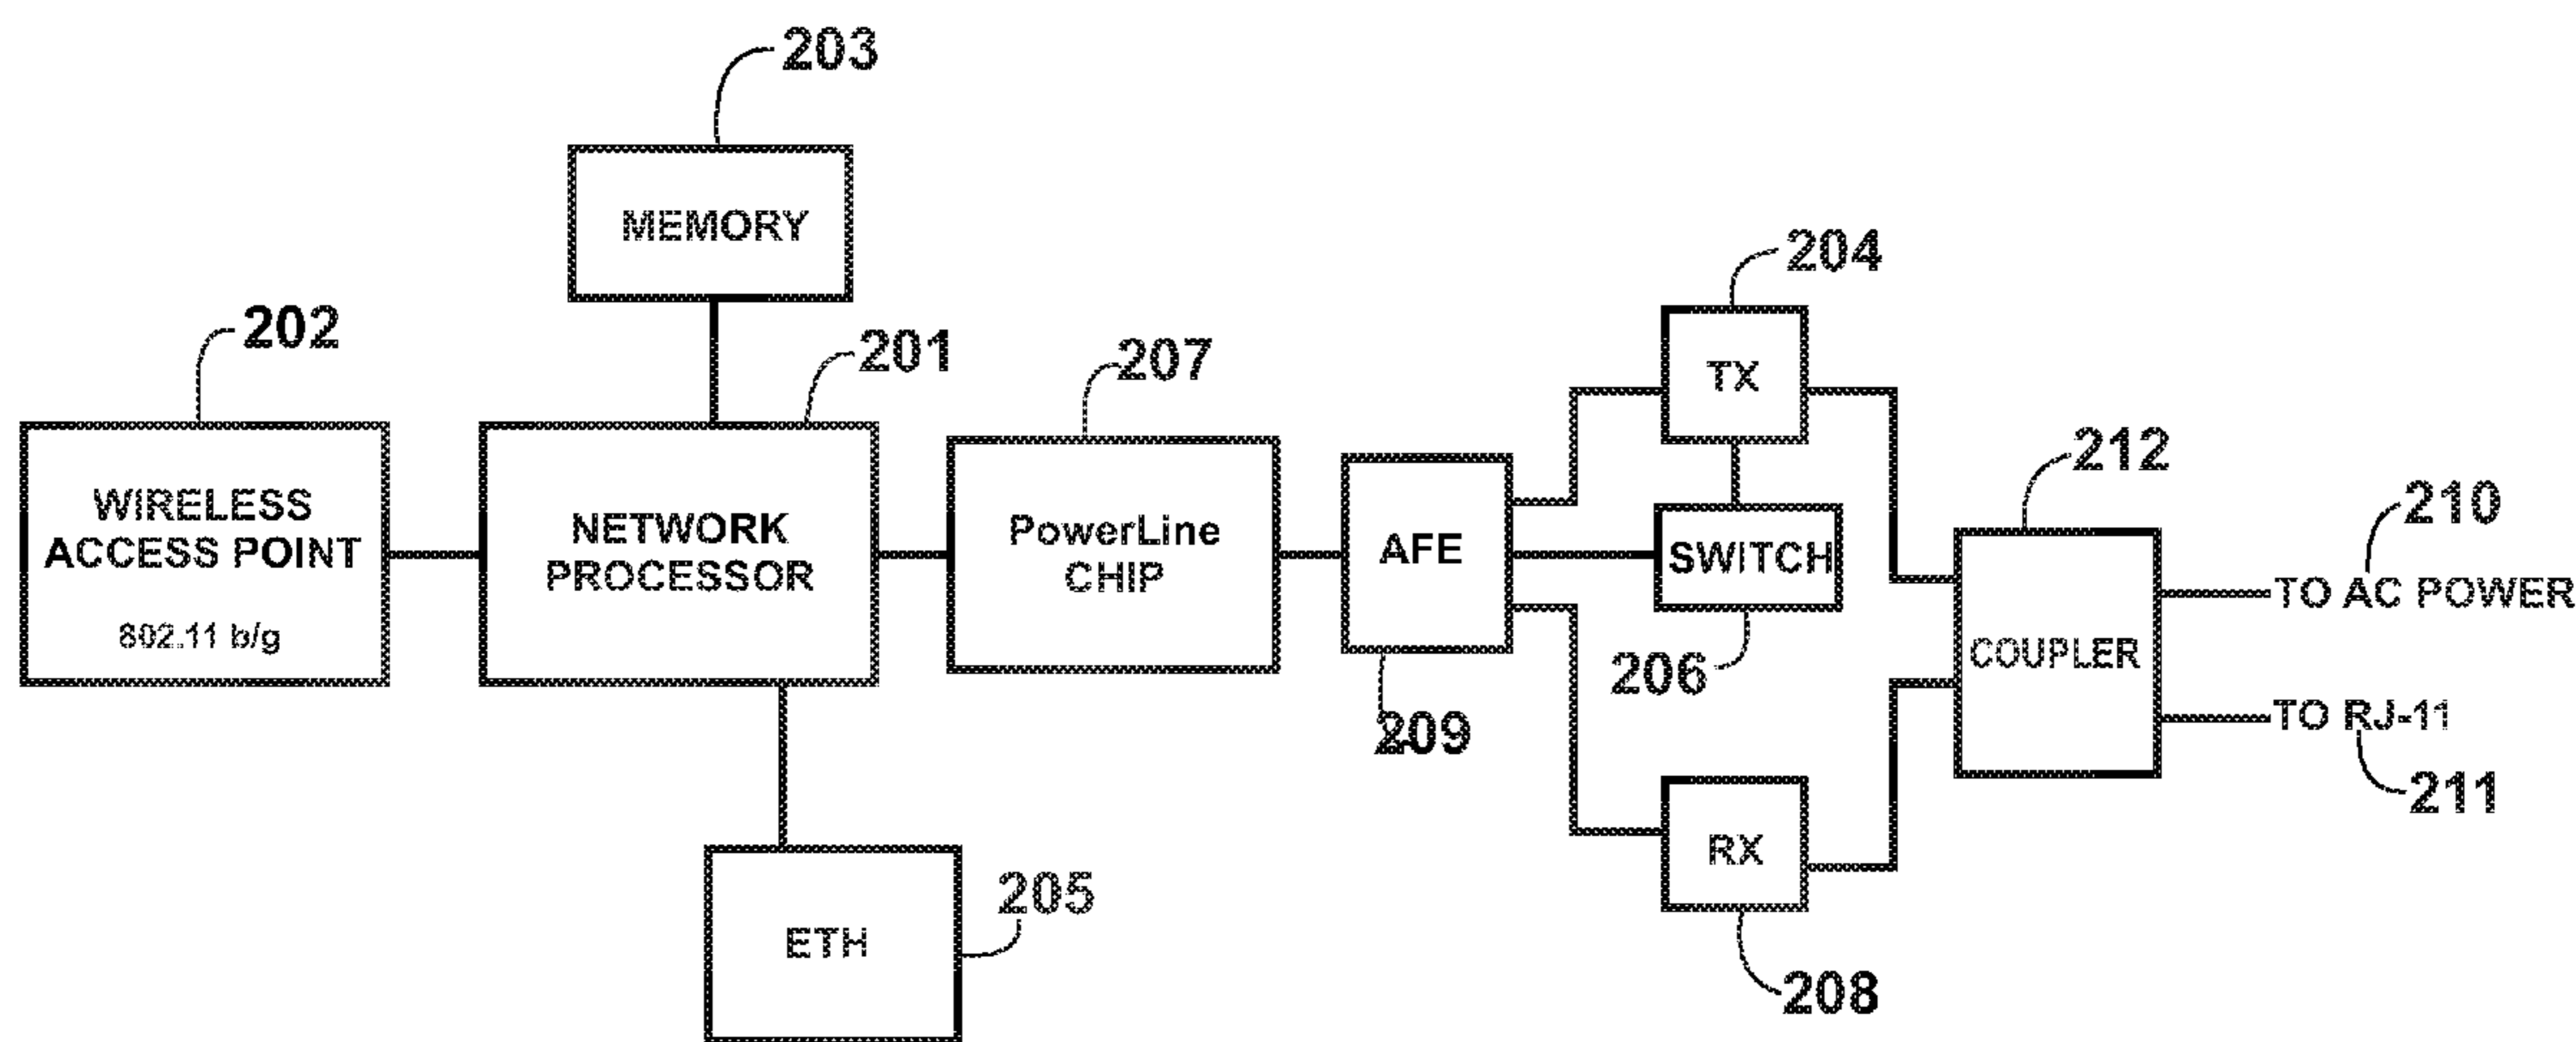 203
MEMORY
204
202
201
207
TX
WIRELESS
ACCESS POINT
802.11 b/g
NETWORK
PROCESSOR
PowerLine
CHIP
AFE
SWITCH
212
210
TO AC POWER
COUPLER
206
209
TO RJ-11
211
RX
205
ETH
208